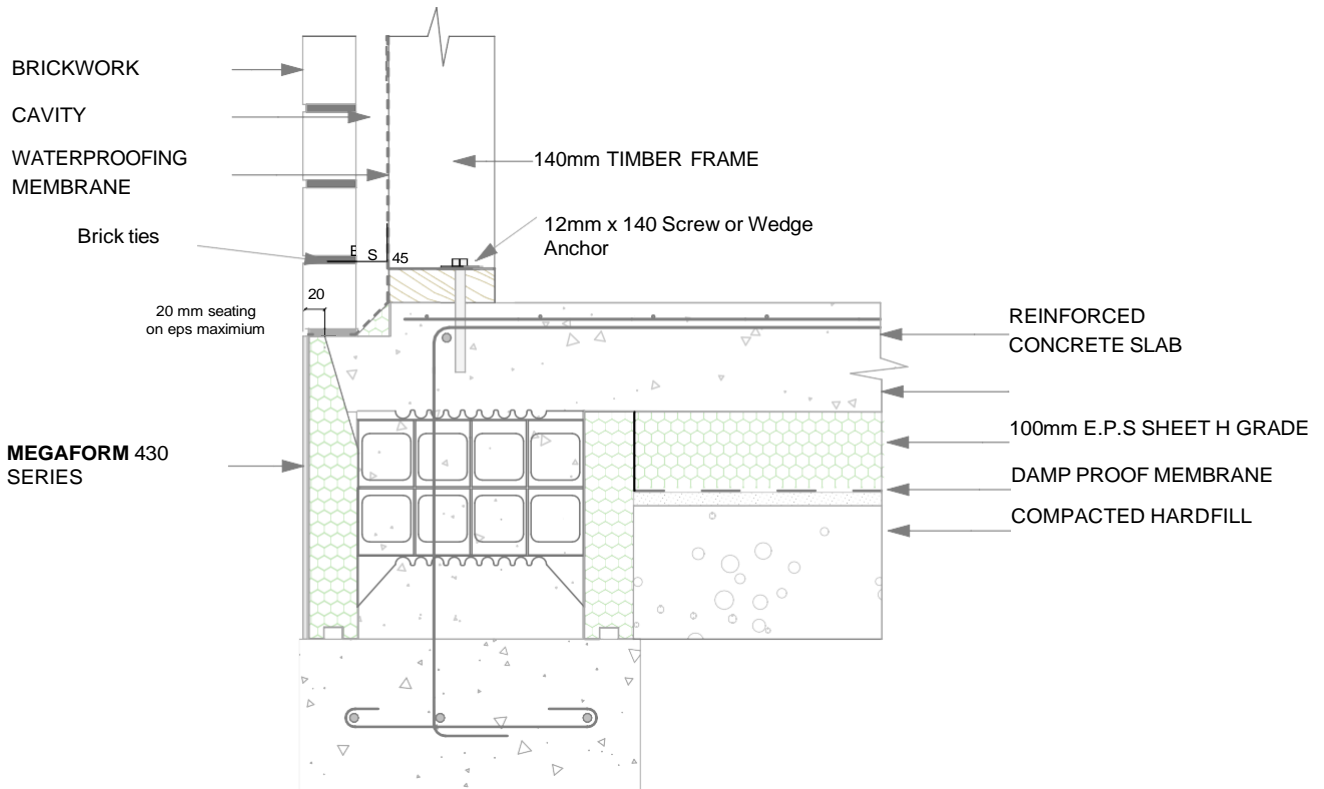 BRICKWORK
CAVITY
WATERPROOFING
MEMBRANE
140mm TIMBER FRAME
Brick ties
12mm x 140 Screw or Wedge
Anchor
E S 45
20
20 mm seating
on eps maximium
REINFORCED
CONCRETE SLAB
MEGAFORM 430
SERIES
100mm E.P.S SHEET H GRADE
DAMP PROOF MEMBRANE
COMPACTED HARDFILL